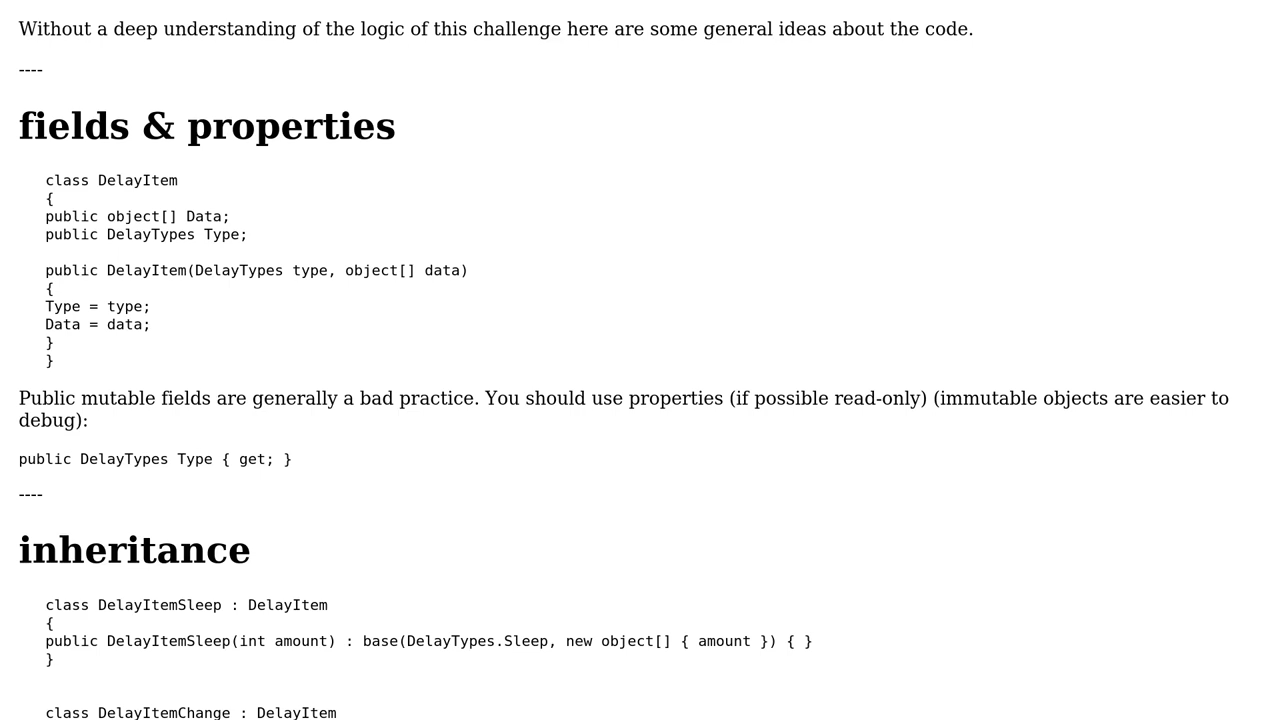 Without a deep understanding of the logic of this challenge here are some general ideas about the code.
----
fields & properties
class DelayItem
{
public object[] Data;
public DelayTypes Type;
public DelayItem(DelayTypes type, object[] data)
{
Type = type;
Data = data;
}
}
Public mutable fields are generally a bad practice. You should use properties (if possible read-only) (immutable objects are easier to
debug):
public DelayTypes Type { get; }
----
inheritance
class DelayItemSleep : DelayItem
{
public DelayItemSleep(int amount) : base(DelayTypes.Sleep, new object[] { amount }) { }
}
class DelayItemChange : DelayItem